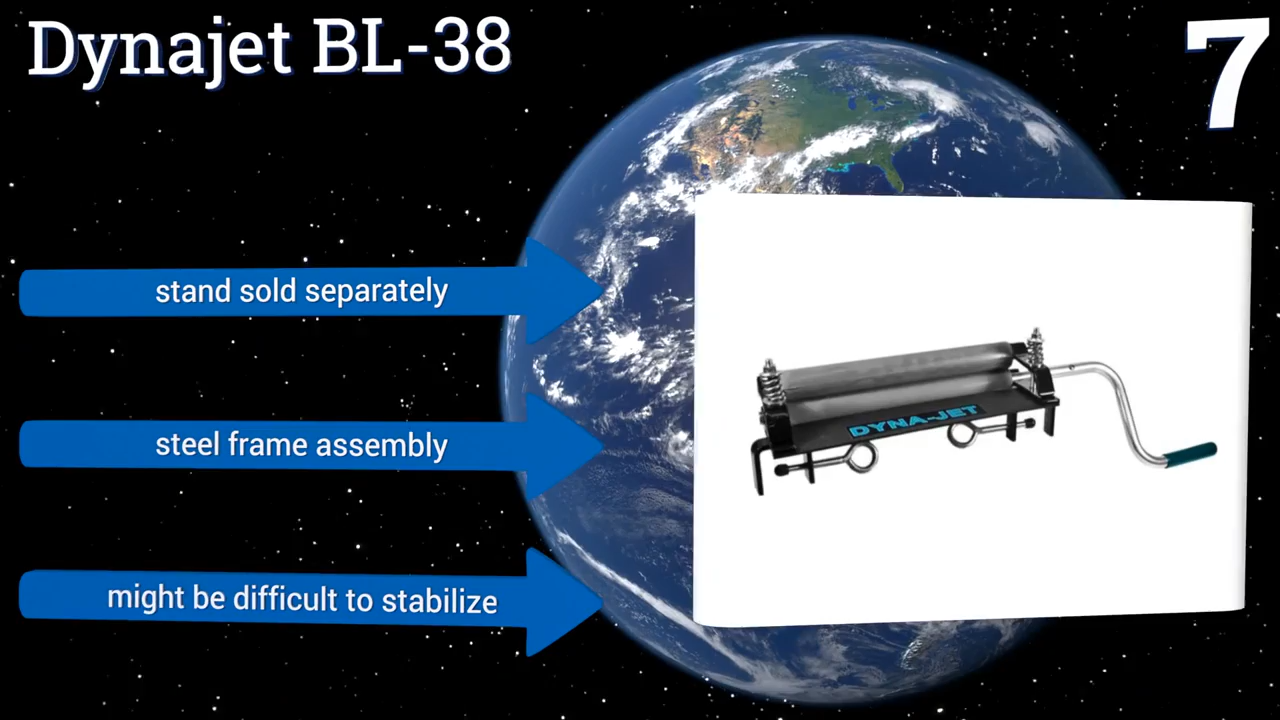 Dynajet BL-38
7
stand sold separately
steel frame assembly
might be difficult to stabilize
DYNA-JET